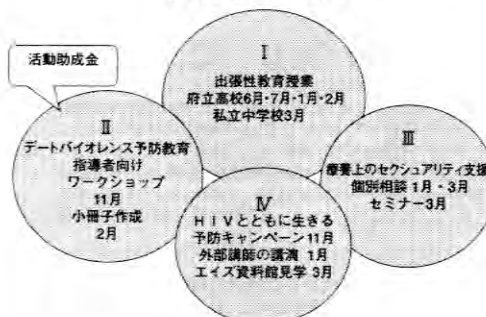 活動助成金
Ⅰ
出張性教育授業
府立高校6月・7月・1月・2月
私立中学校3月
Ⅱ
デートバイオレンス予防教育
指導者向け
ワークショップ
11月
小冊子作成
2月
Ⅲ
療養上のセクシュアリティ支援
個別相談1月・3月
セミナー3月
Ⅳ
HIVとともに生きる
予防キャンペーン11月
外部講師の講演 1月
エイズ資料館見学 3月